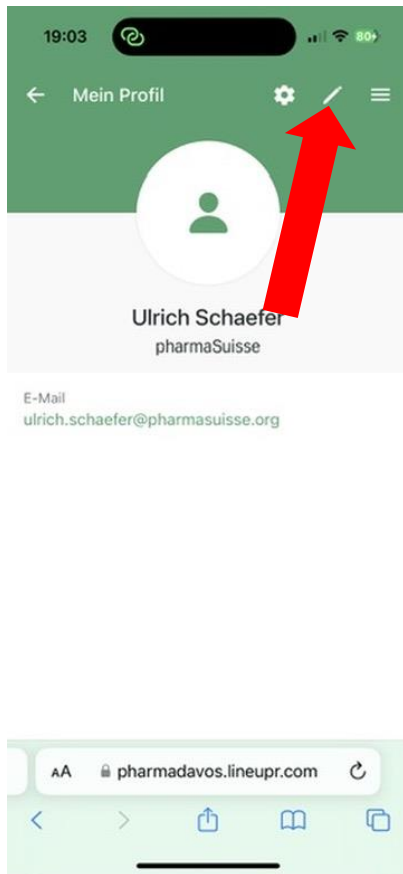 19:03
80
Mein Profil
Ulrich Schaefer
pharmaSuisse
E-Mail
ulrich.schaefer@pharmasuisse.org
AA
pharmadavos.lineupr.com